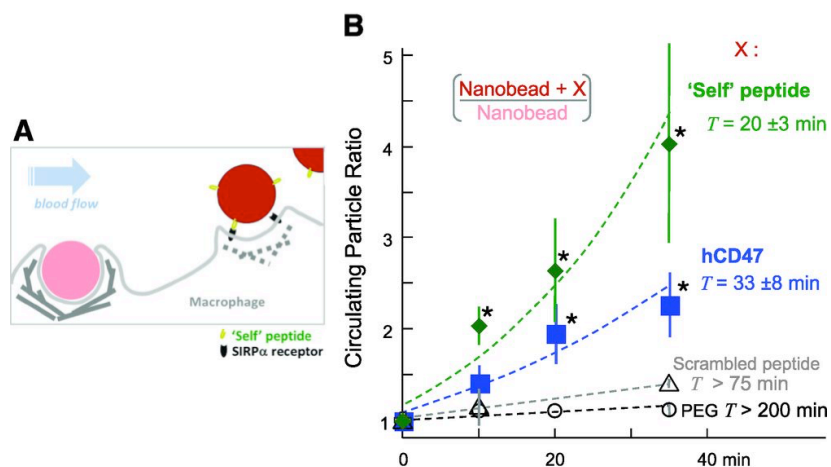 A
blood flow
Macrophage
'Self' peptide
SIRPα receptor
B
Circulating Particle Ratio
5
4
3
2
1
0
20
40 min
Nanobead + X
Nanobead
X :
'Self' peptide
T = 20 ±3 min
*
*
*
hCD47
T = 33 ±8 min
*
*
Scrambled peptide
T > 75 min
PEG T > 200 min